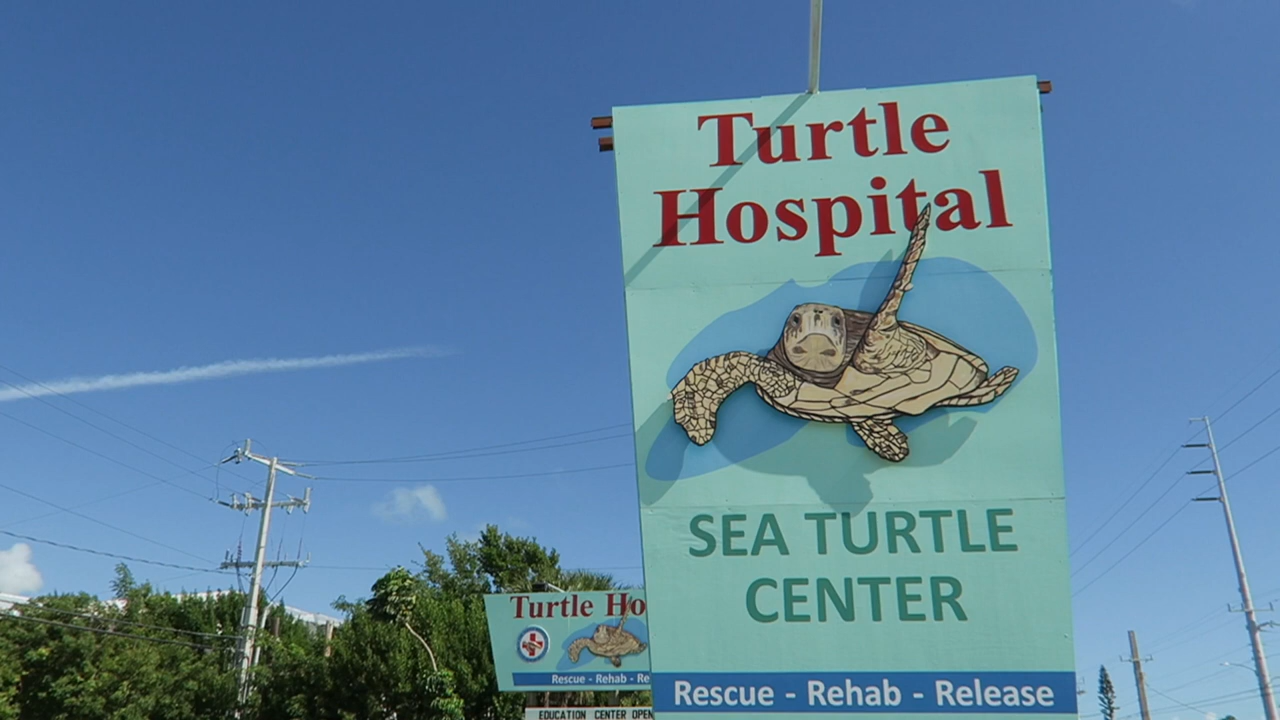 Turtle
Hospital
SEA TURTLE
CENTER
Rescue - Rehab - Release
Turtle Ho
Rescue - Rehab - Re
EDUCATION CENTER OPEN